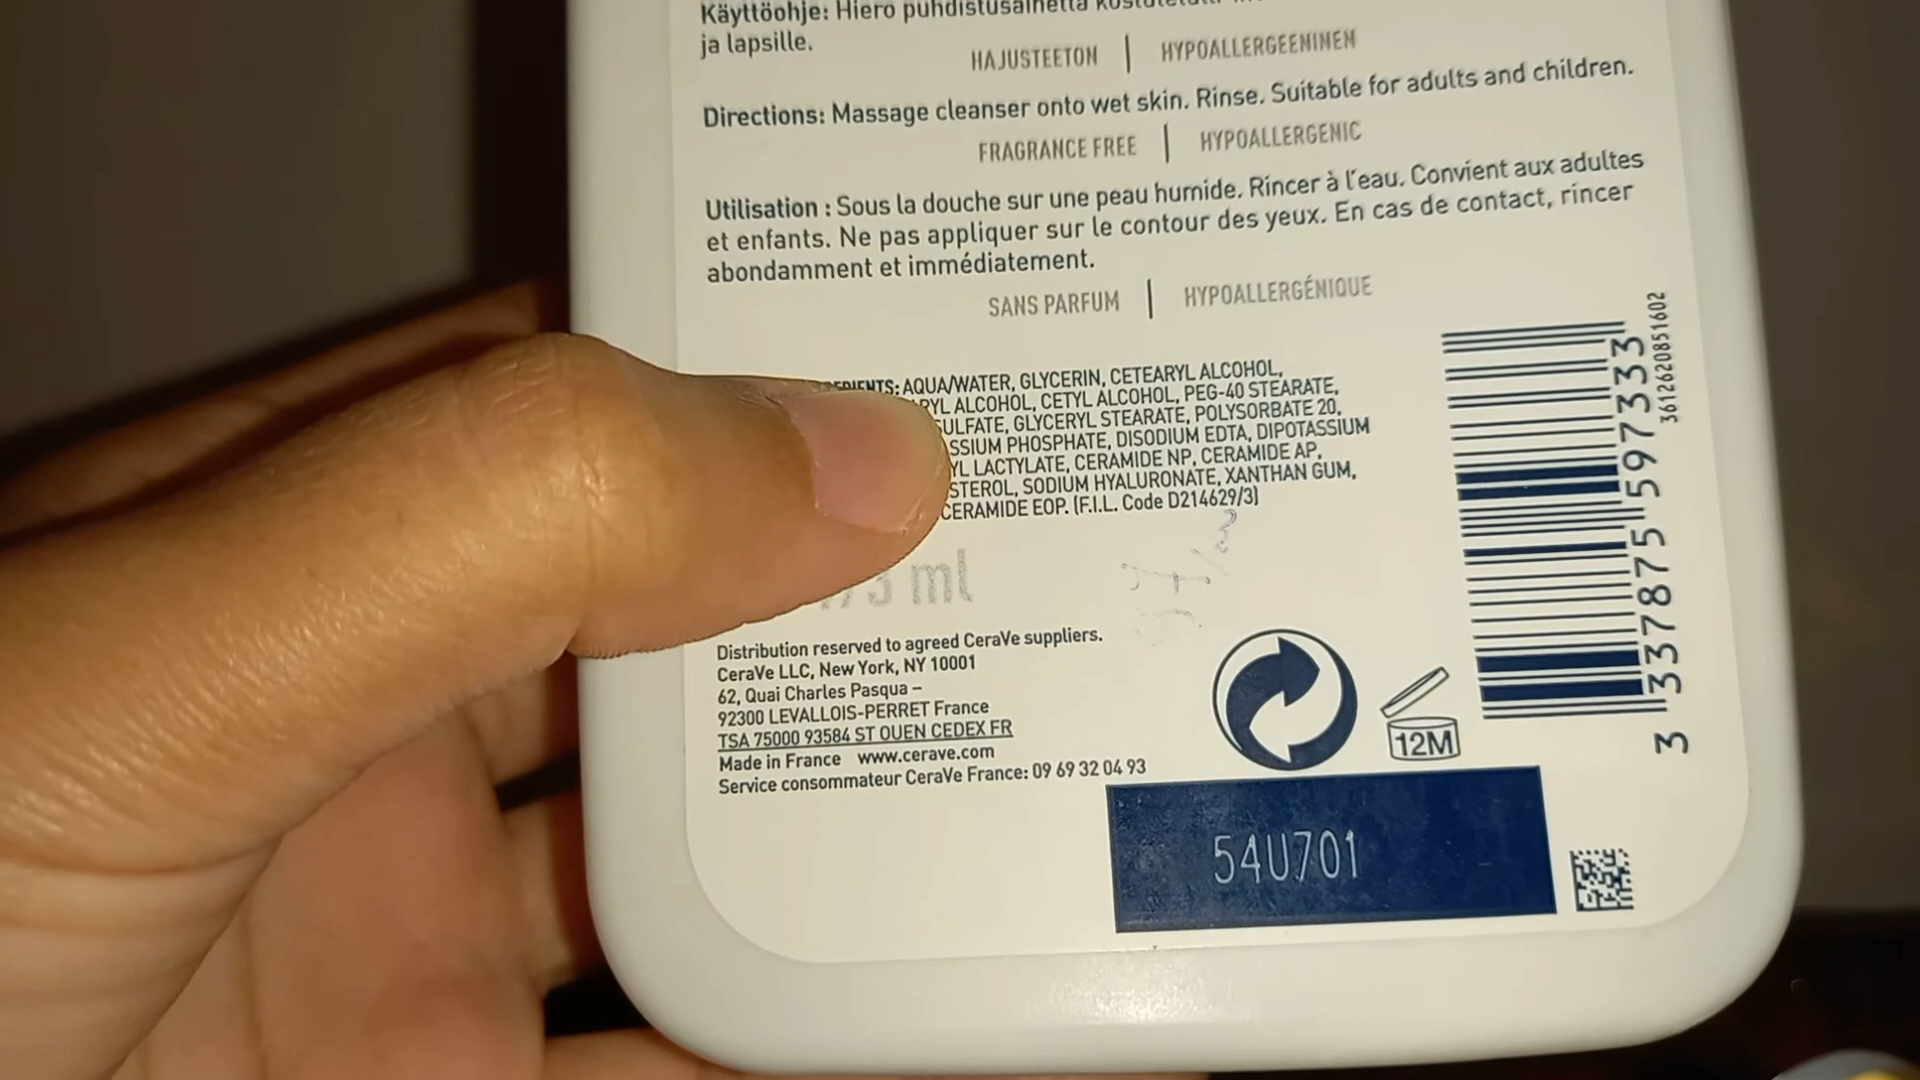 Käyttöohje: Hiero puhdistusainetta
ja lapsille.
HAJUSTEETON | HYPOALLERGEENINEN
Directions: Massage cleanser onto wet skin. Rinse. Suitable for adults and children.
FRAGRANCE FREE | HYPOALLERGENIC
Utilisation : Sous la douche sur une peau humide. Rincer à l'eau. Convient aux adultes
et enfants. Ne pas appliquer sur le contour des yeux. En cas de contact, rincer
abondamment et immédiatement.
SANS PARFUM | HYPOALLERGÉNIQUE
AQUA/WATER, GLYCERIN, CETEARYL ALCOHOL,
ALCOHOL, CETYL ALCOHOL, PEG-40 STEARATE,
GLYCERYL STEARATE, POLYSORBATE 20,
PHOSPHATE, DISODIUM EDTA, DIPOTASSIUM
LACTYLATE, CERAMIDE NP, CERAMIDE AP,
SODIUM HYALURONATE, XANTHAN GUM,
CERAMIDE EOP. (F.I.L. Code D214629/3)
ml
Distribution reserved to agreed CeraVe suppliers.
CeraVe LLC, New York, NY 10001
62, Quai Charles Pasqua –
92300 LEVALLOIS-PERRET France
TSA 75000 93584 ST OUEN CEDEX FR
Made in France www.cerave.com
Service consommateur CeraVe France: 09 69 32 04 93
12M
54U701
3 337875 597333
3612620851602